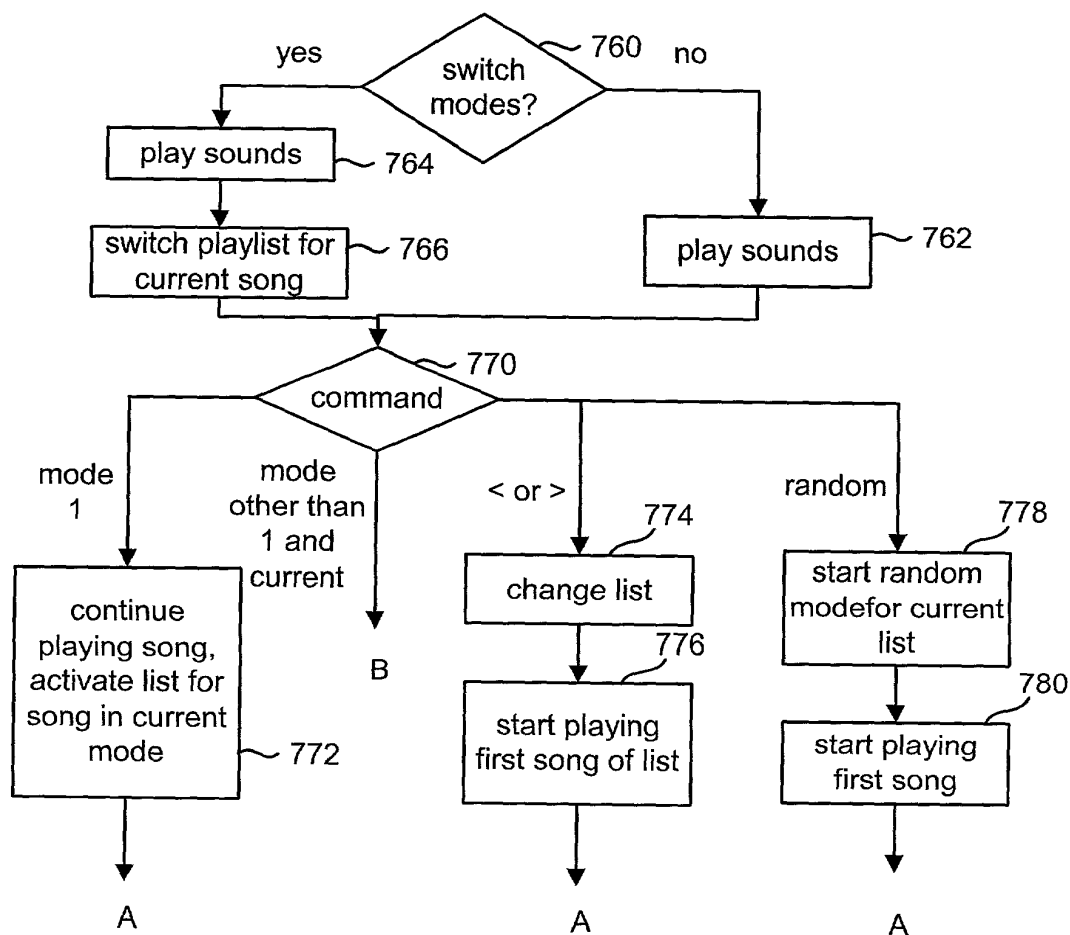 760
yes
no
switch
modes?
play sounds
764
switch playlist for
current song
766
play sounds
762
770
command
mode
1
mode
other than
1 and
current
< or >
random
774
778
change list
start random
modefor current
list
B
776
780
continue
playing song,
activate list for
song in current
mode
772
start playing
first song of list
start playing
first song
A
A
A